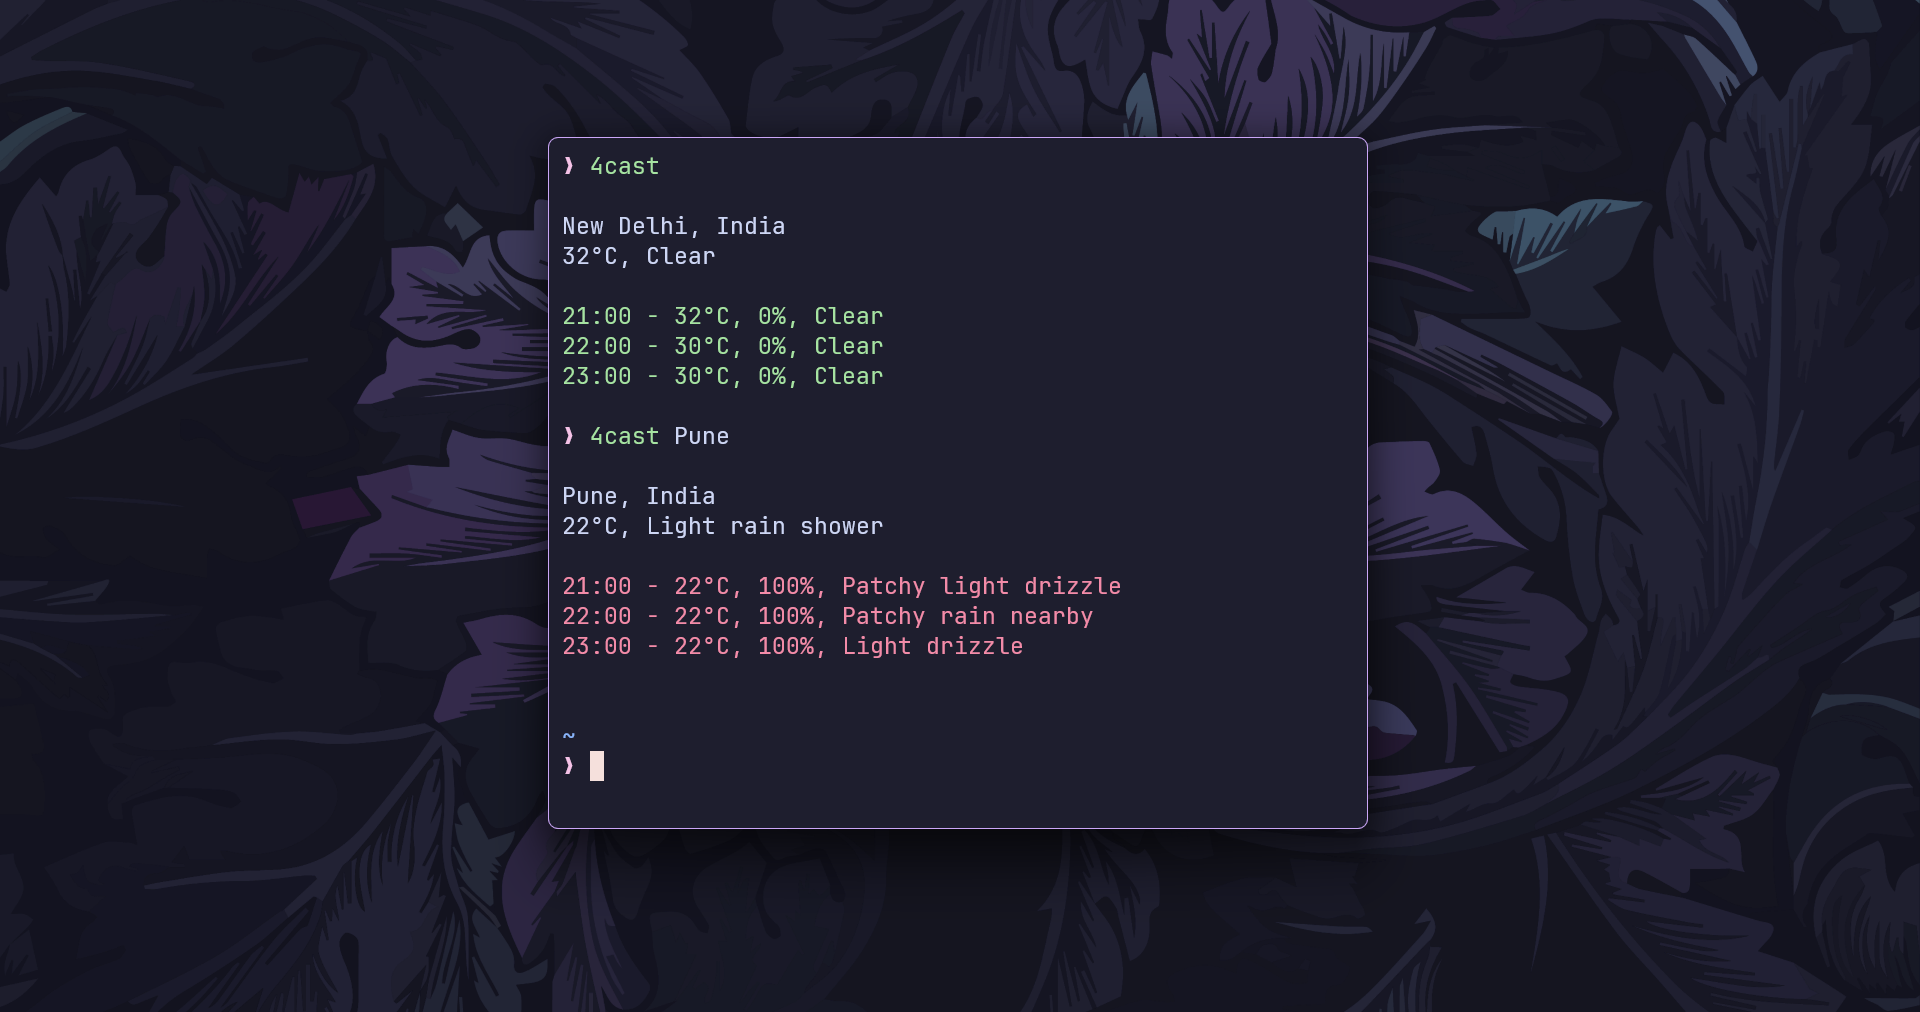 ❯ 4cast
New Delhi, India
32°C, Clear
21:00 - 32°C, 0%, Clear
22:00 - 30°C, 0%, Clear
23:00 - 30°C, 0%, Clear
❯ 4cast Pune
Pune, India
22°C, Light rain shower
21:00 - 22°C, 100%, Patchy light drizzle
22:00 - 22°C, 100%, Patchy rain nearby
23:00 - 22°C, 100%, Light drizzle
~
❯